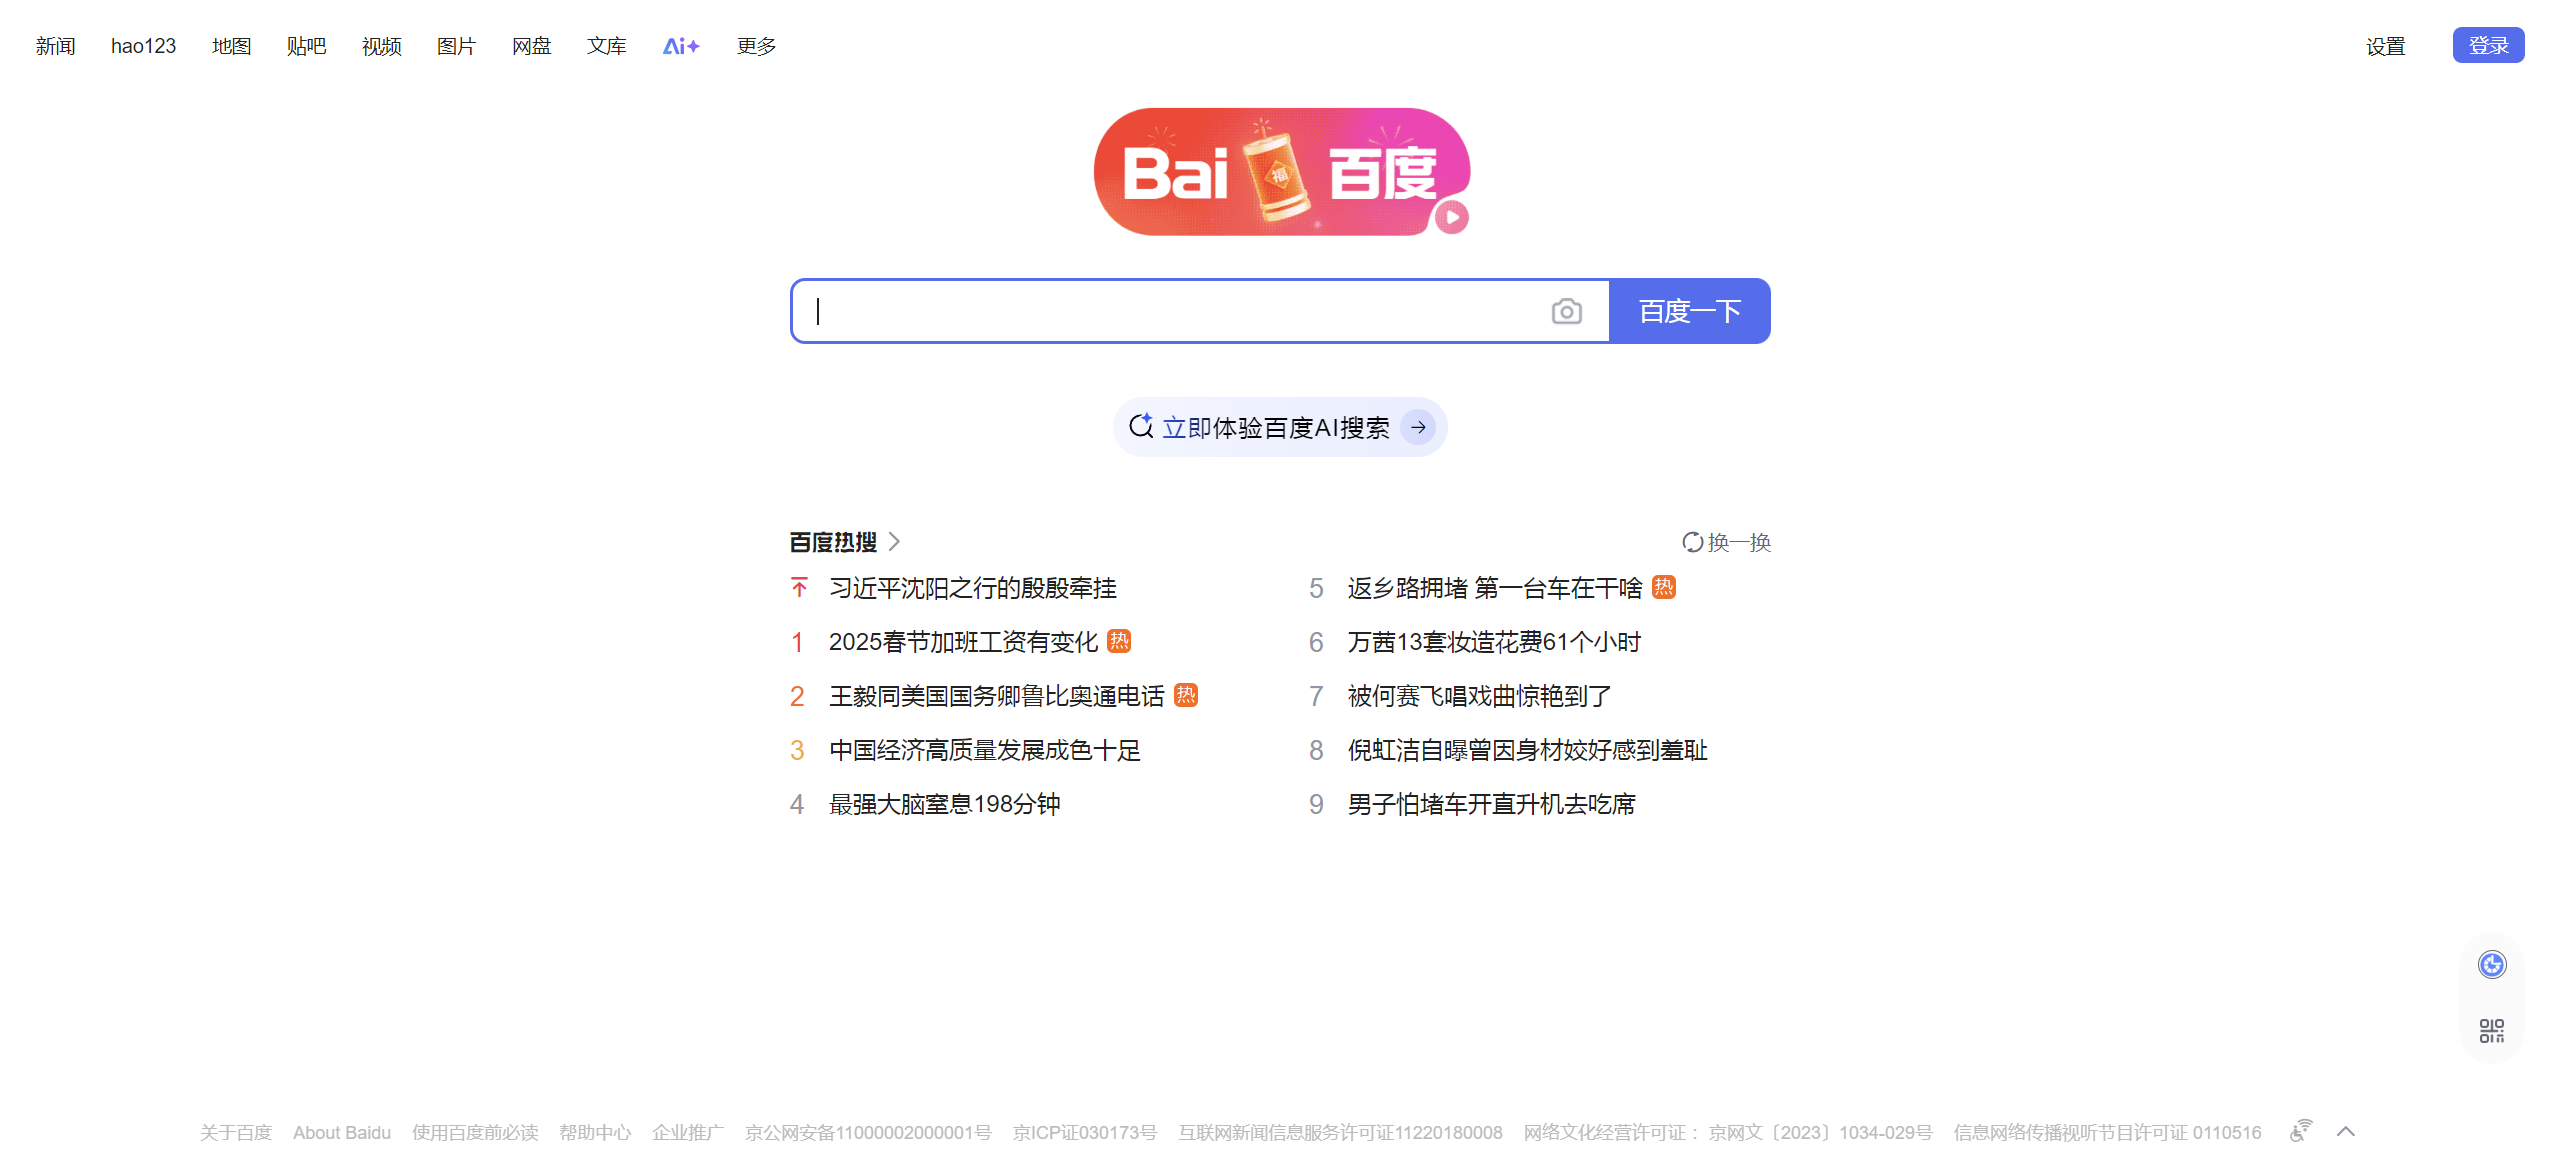 新闻 hao123 地图 贴吧 视频 图片 网盘 文库 Ai 更多 设置 登录
Bai 福 百度
百度一下
立即体验百度AI搜索
百度热搜 换一换
习近平沈阳之行的殷殷牵挂
1 2025春节加班工资有变化 热
2 王毅同美国国务卿鲁比奥通电话 热
3 中国经济高质量发展成色十足
4 最强大脑窒息198分钟
5 返乡路拥堵 第一台车在干啥 热
6 万茜13套妆造花费61个小时
7 被何赛飞唱戏曲惊艳到了
8 倪虹洁自曝曾因身材姣好感到羞耻
9 男子怕堵车开直升机去吃席
关于百度 About Baidu 使用百度前必读 帮助中心 企业推广 京公网安备11000002000001号 京ICP证030173号 互联网新闻信息服务许可证11220180008 网络文化经营许可证： 京网文〔2023〕1034-029号 信息网络传播视听节目许可证 0110516